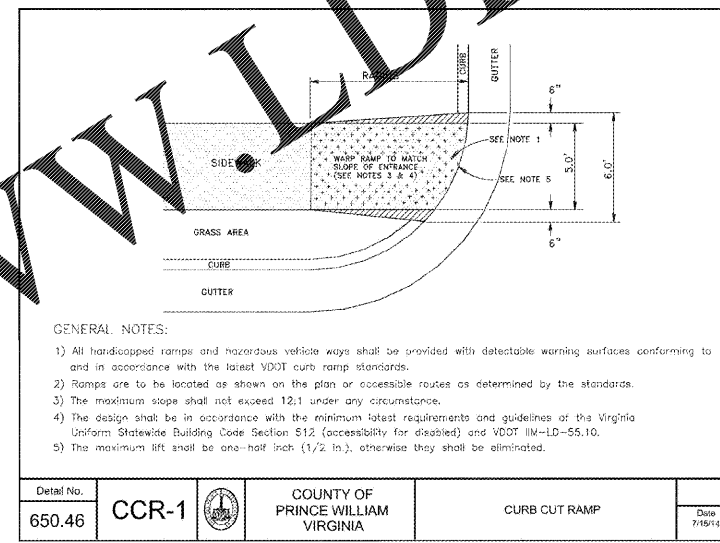 WW LD
RADIUS
CURB
GUTTER
6"
SIDEWALK
WARP RAMP TO MATCH
SLOPE OF ENTRANCE
(SEE NOTES 3 & 4)
SEE NOTE 1
SEE NOTE 5
5.0'
6.0'
6"
GRASS AREA
CURB
GUTTER
GENERAL NOTES:
1) All handicapped ramps and hazardous vehicle ways shall be provided with detectable warning surfaces conforming to
and in accordance with the latest VDOT curb ramp standards.
2) Ramps are to be located as shown on the plan or accessible routes as determined by the standards.
3) The maximum slope shall not exceed 12:1 under any circumstance.
4) The design shall be in accordance with the minimum latest requirements and guidelines of the Virginia
Uniform Statewide Building Code Section 512 (accessibility for disabled) and VDOT IIM-LD-55.10.
5) The maximum lift shall be one-half inch (1/2 in.), otherwise they shall be eliminated.
Detail No.
650.46
CCR-1
COUNTY OF
PRINCE WILLIAM
VIRGINIA
CURB CUT RAMP
Date
7/15/14